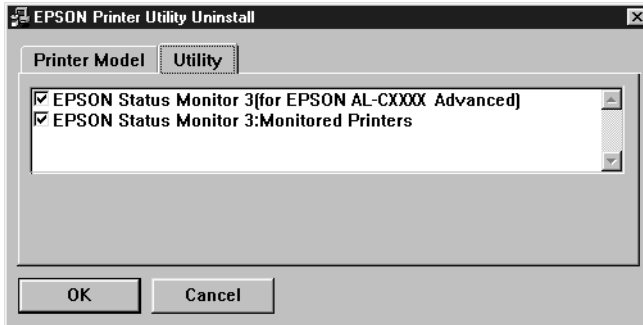 EPSON Printer Utility Uninstall
Printer Model
Utility
EPSON Status Monitor 3(for EPSON AL-CXXXX Advanced)
EPSON Status Monitor 3:Monitored Printers
OK
Cancel